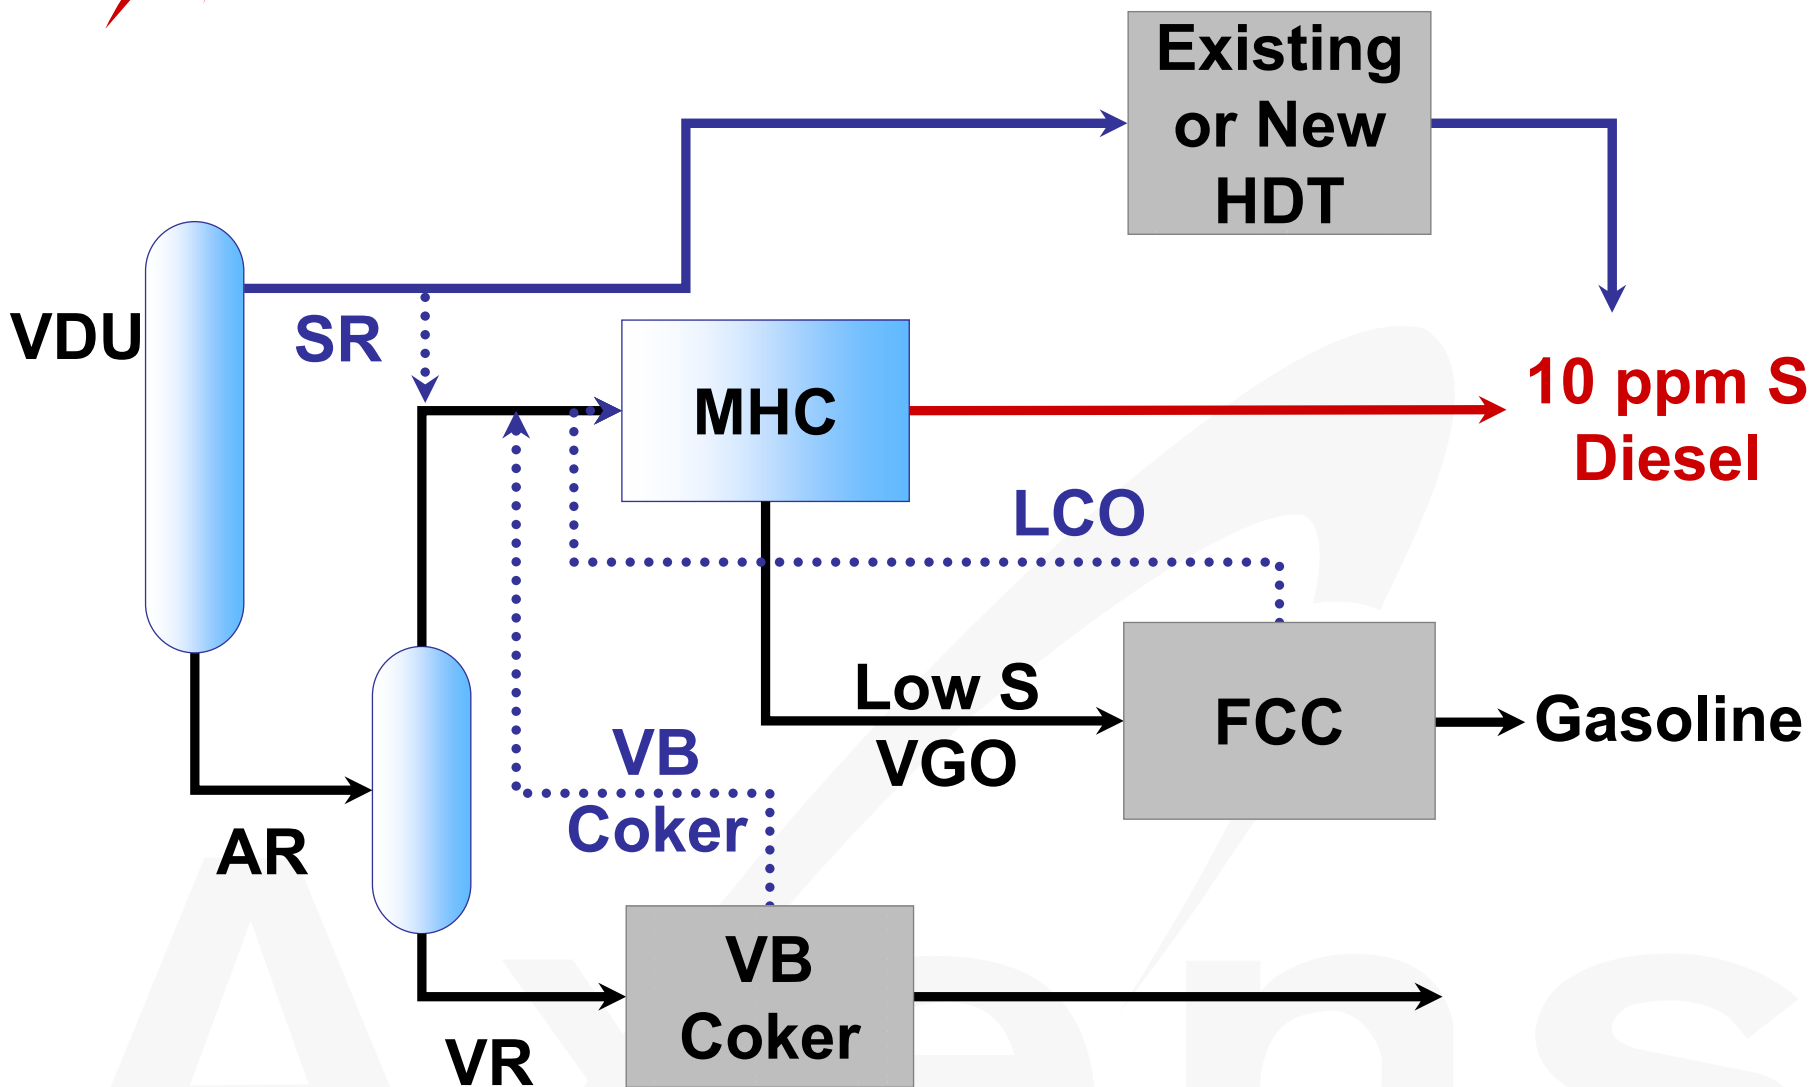 Existing
or New
HDT
VDU
SR
MHC
10 ppm S
Diesel
LCO
Low S
VGO
FCC
Gasoline
VB
Coker
AR
VB
Coker
VR
Axens